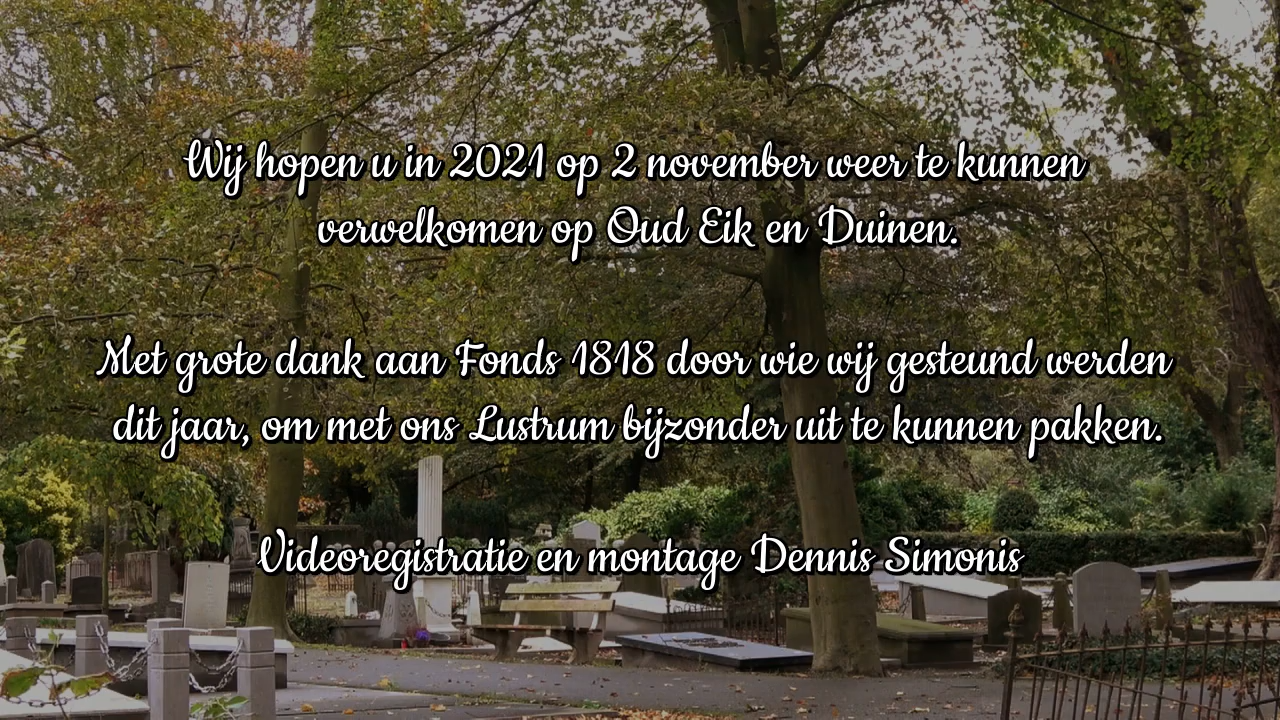 Wij hopen u in 2021 op 2 november weer te kunnen
verwelkomen op Oud Eik en Duinen.
Met grote dank aan Fonds 1818 door wie wij gesteund werden
dit jaar, om met ons Lustrum bijzonder uit te kunnen pakken.
Videoregistratie en montage Dennis Simonis